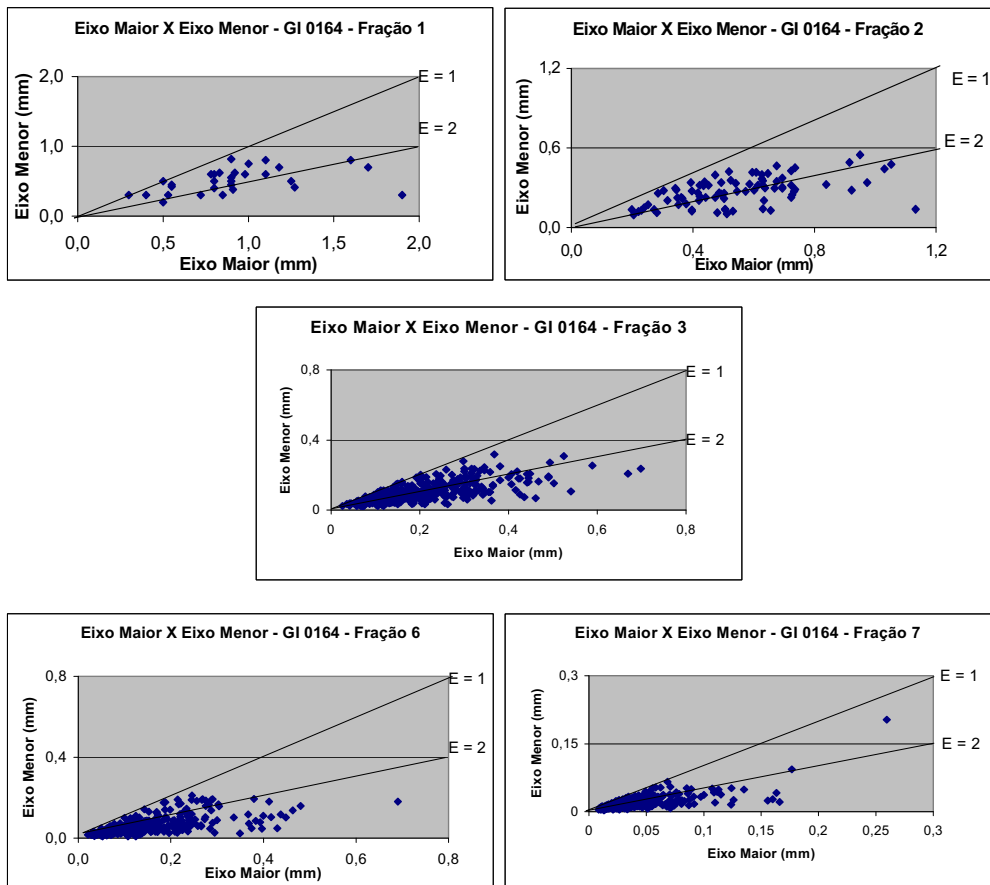 Eixo Maior X Eixo Menor - GI 0164 - Fração 1
Eixo Menor (mm)
2,0
1,0
0,0
E = 1
E = 2
0,0 0,5 1,0 1,5 2,0
Eixo Maior (mm)
Eixo Maior X Eixo Menor - GI 0164 - Fração 2
Eixo Menor (mm)
1,2
0,6
0,0
E = 1
E = 2
0,0 0,4 0,8 1,2
Eixo Maior (mm)
Eixo Maior X Eixo Menor - GI 0164 - Fração 3
Eixo Menor (mm)
0,8
0,4
0
E = 1
E = 2
0 0,2 0,4 0,6 0,8
Eixo Maior (mm)
Eixo Maior X Eixo Menor - GI 0164 - Fração 6
Eixo Menor (mm)
0,8
0,4
0,0
E = 1
E = 2
0,0 0,2 0,4 0,6 0,8
Eixo Maior (mm)
Eixo Maior X Eixo Menor - GI 0164 - Fração 7
Eixo Menor (mm)
0,3
0,15
0
E = 1
E = 2
0 0,05 0,1 0,15 0,2 0,25 0,3
Eixo Maior (mm)